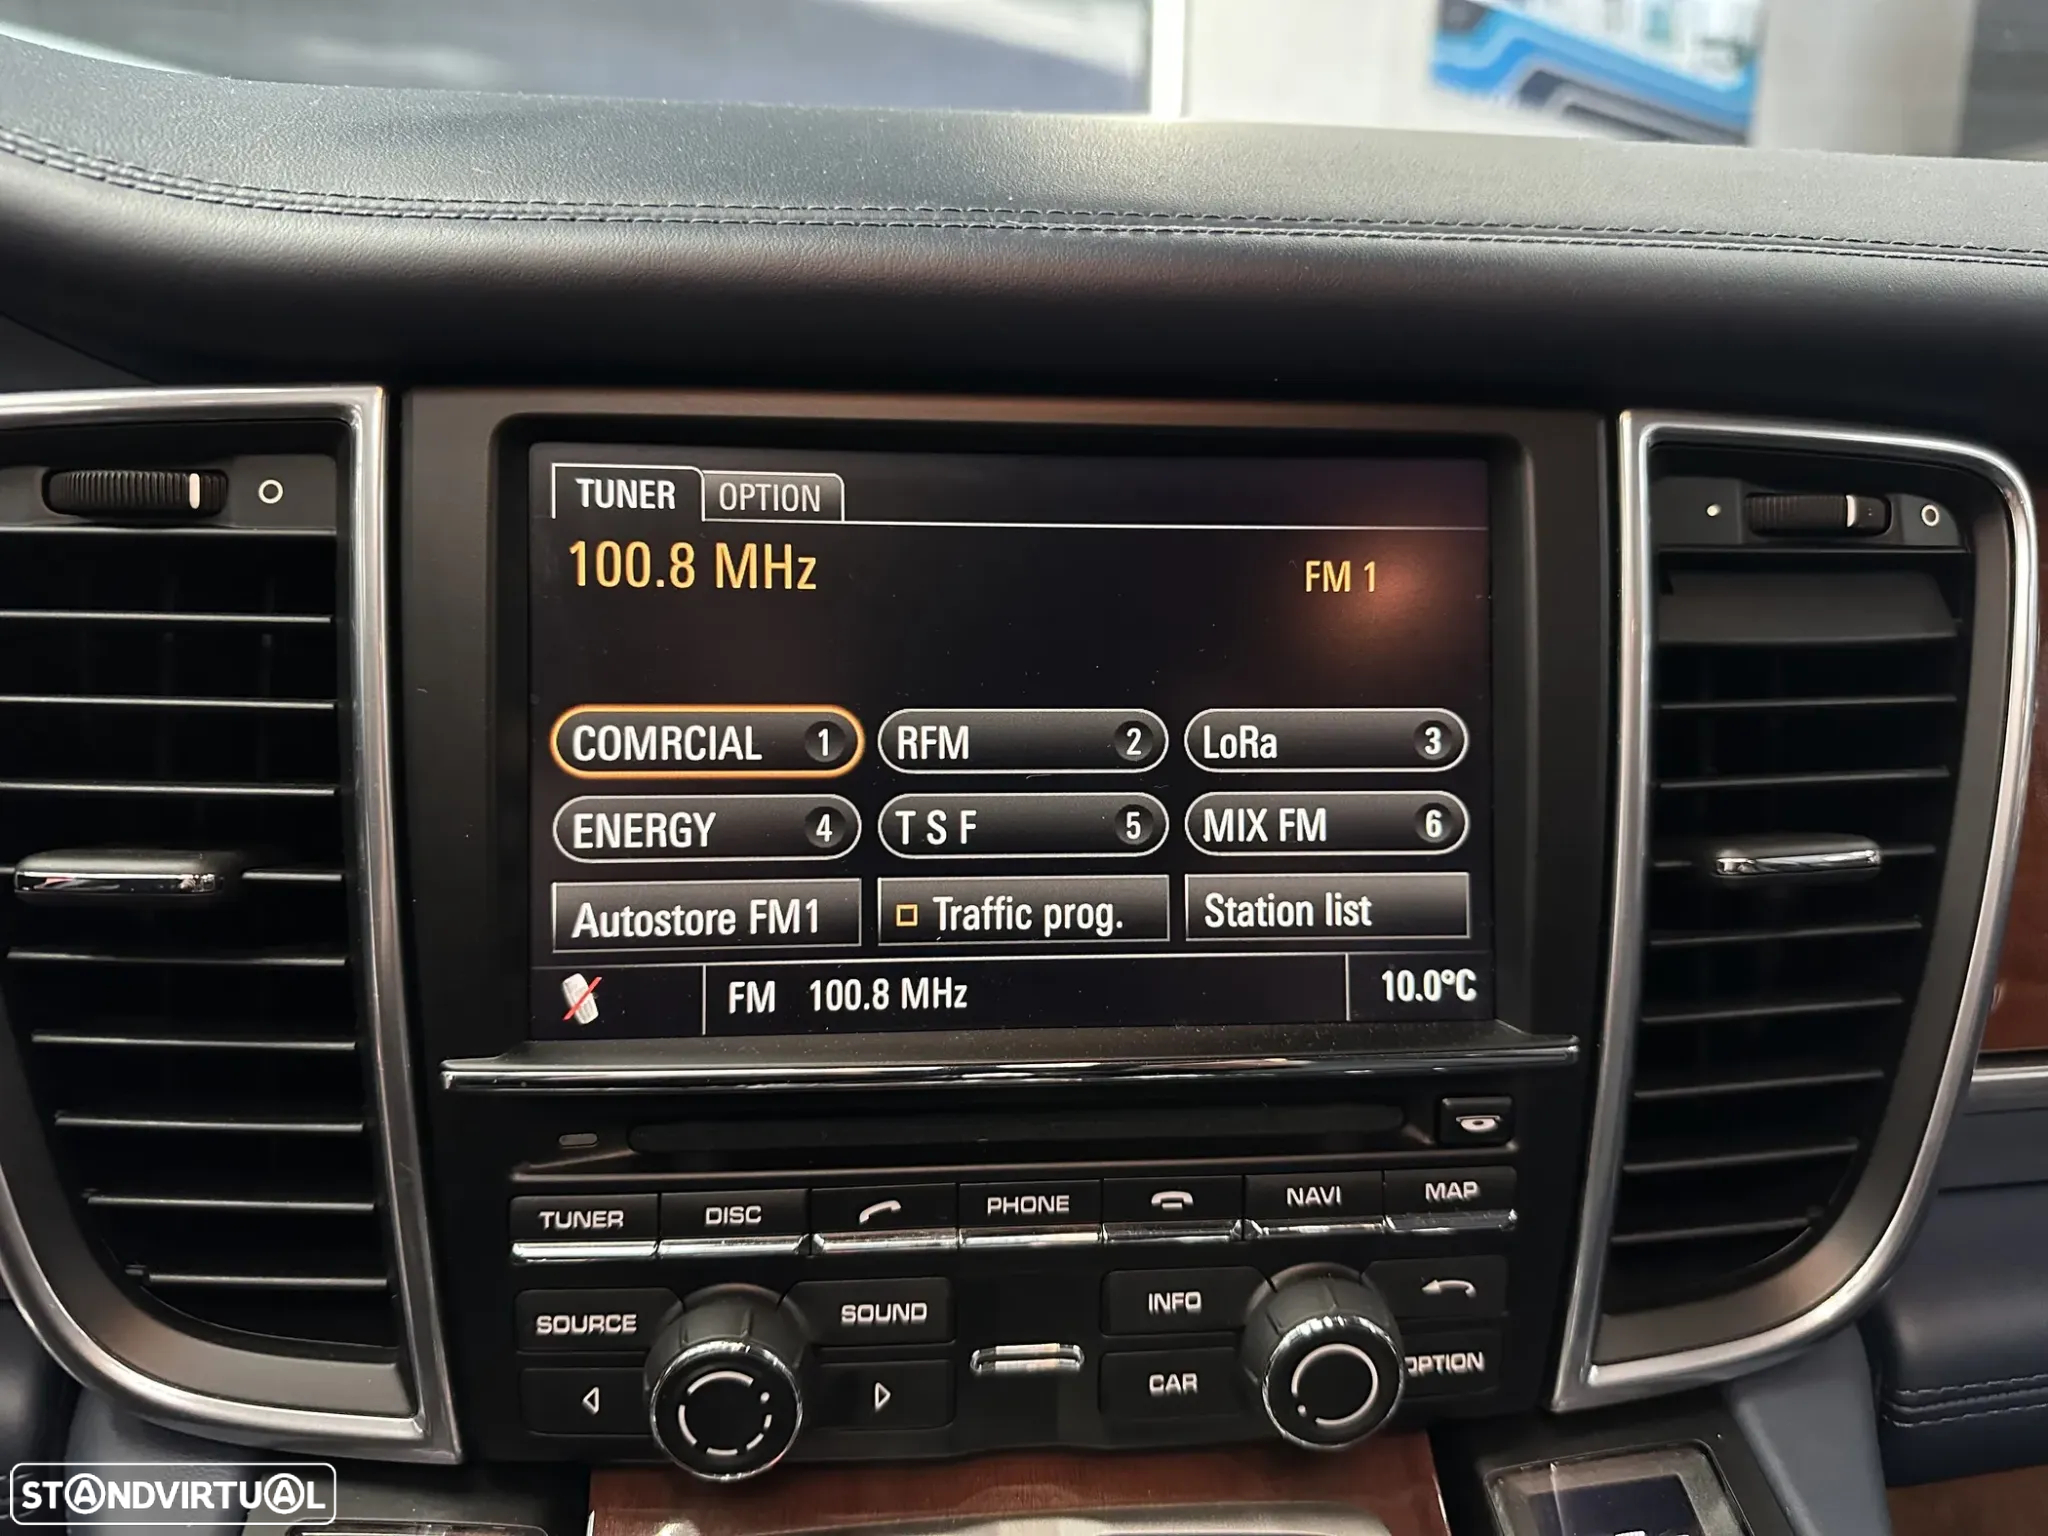 TUNER OPTION
100.8 MHz FM 1
COMRCIAL 1 RFM 2 LoRa 3
ENERGY 4 T S F 5 MIX FM 6
Autostore FM1 Traffic prog. Station list
FM 100.8 MHz 10.0°C
TUNER DISC PHONE NAVI MAP
SOURCE SOUND INFO
CAR OPTION
STANDVIRTUAL